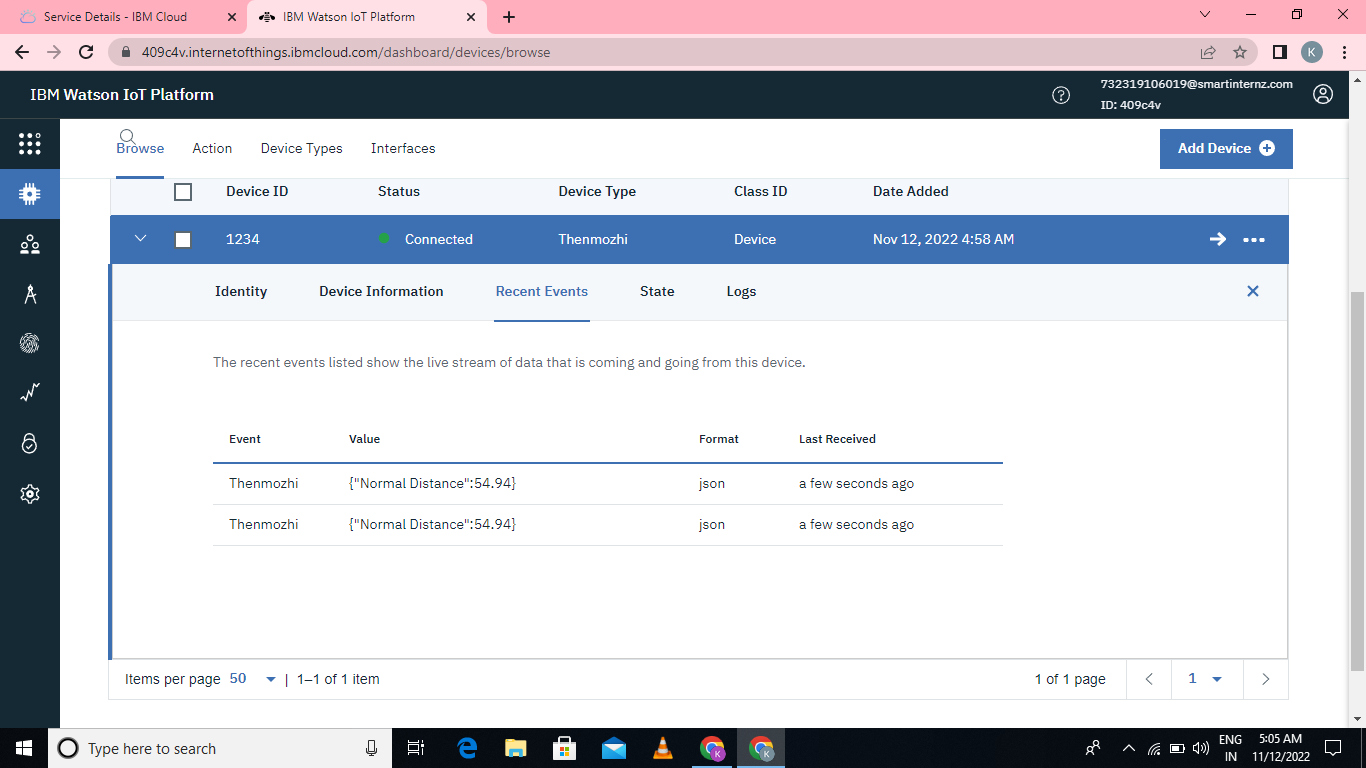 Service Details - IBM Cloud
IBM Watson IoT Platform
409c4v.internetofthings.ibmcloud.com/dashboard/devices/browse
K
IBM Watson IoT Platform
732319106019@smartinternz.com
ID: 409c4v
Browse Action Device Types Interfaces
Add Device
Device ID Status Device Type Class ID Date Added
1234 Connected Thenmozhi Device Nov 12, 2022 4:58 AM
Identity Device Information Recent Events State Logs
The recent events listed show the live stream of data that is coming and going from this device.
Event Value Format Last Received
Thenmozhi {"Normal Distance":54.94} json a few seconds ago
Thenmozhi {"Normal Distance":54.94} json a few seconds ago
Items per page 50 | 1–1 of 1 item 1 of 1 page 1
Type here to search
K
K
ENG
IN
5:05 AM
11/12/2022